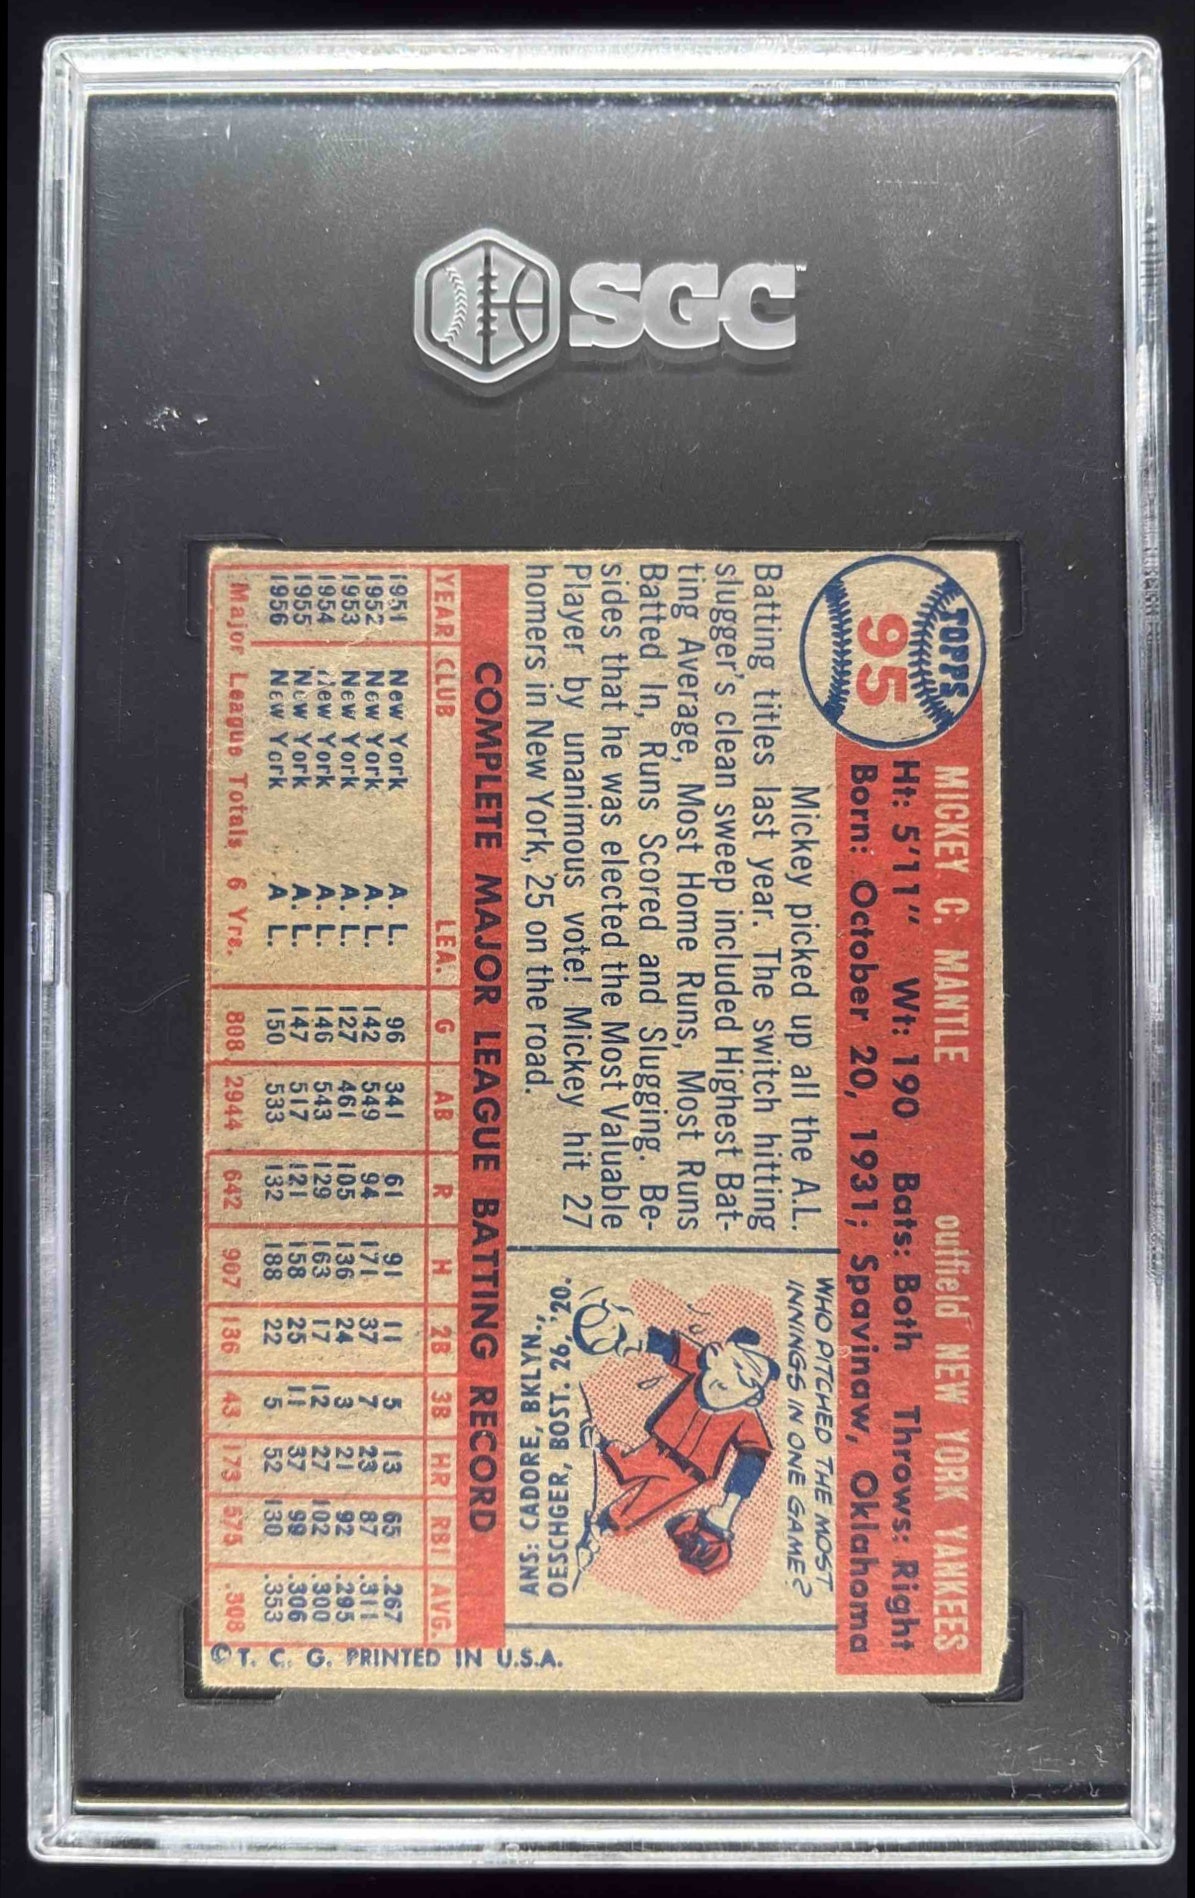 SGC™
TOPPS
95
MICKEY C. MANTLE outfield NEW YORK YANKEES
Ht: 5'11" Wt: 190 Bats: Both Throws: Right
Born: October 20, 1931; Spavinaw, Oklahoma
Mickey picked up all the A.L.
Batting titles last year. The switch hitting
slugger's clean sweep included Highest Bat-
ting Average, Most Home Runs, Most Runs
Batted In, Runs Scored and Slugging. Be-
sides that he was elected the Most Valuable
Player by unanimous vote! Mickey hit 27
homers in New York, 25 on the road.
WHO PITCHED THE MOST
INNINGS IN ONE GAME?
ANS: CADORE, BKLYN.,
OESCHGER, BOST. 26, '20.
COMPLETE MAJOR LEAGUE BATTING RECORD
YEAR CLUB LEA. G AB R H 2B 3B HR RBI AVG.
1951 New York A. L. 96 341 61 91 11 5 13 65 .267
1952 New York A. L. 142 549 94 171 37 7 23 87 .311
1953 New York A. L. 127 461 105 136 24 3 21 92 .295
1954 New York A. L. 146 543 129 163 17 12 27 102 .300
1955 New York A. L. 147 517 121 158 25 11 37 99 .306
1956 New York A L. 150 533 132 188 22 5 52 130 .353
Major League Totals 6 Yrs. 808 2944 642 907 136 43 173 575 .308
© T. C. G. PRINTED IN U.S.A.